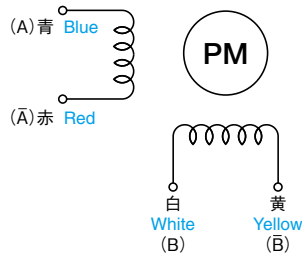 (A)青 Blue
PM
(Ā)赤 Red
白 黄
White Yellow
(B) (B̄)